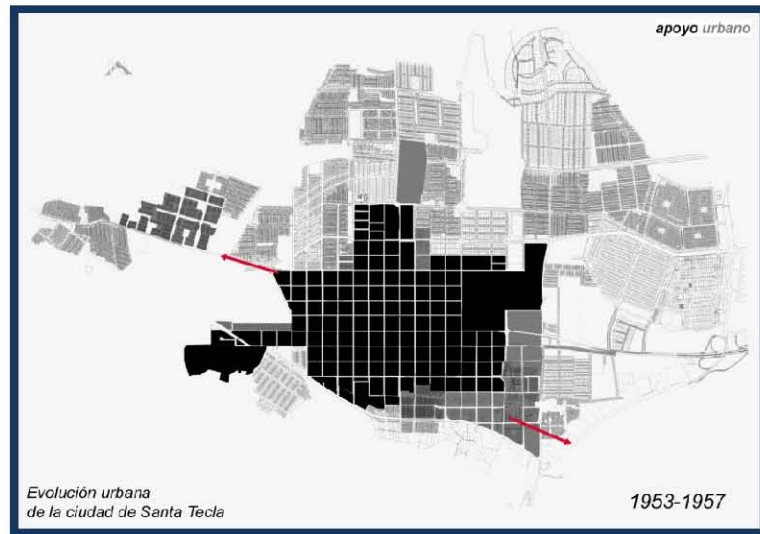 apoyo urbano
Evolución urbana
de la ciudad de Santa Tecla
1953-1957